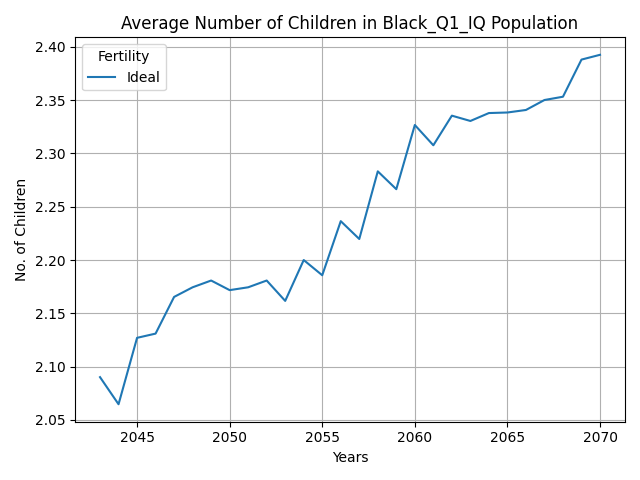 Average Number of Children in Black_Q1_IQ Population
Fertility
Ideal
No. of Children
2.40
2.35
2.30
2.25
2.20
2.15
2.10
2.05
2045 2050 2055 2060 2065 2070
Years